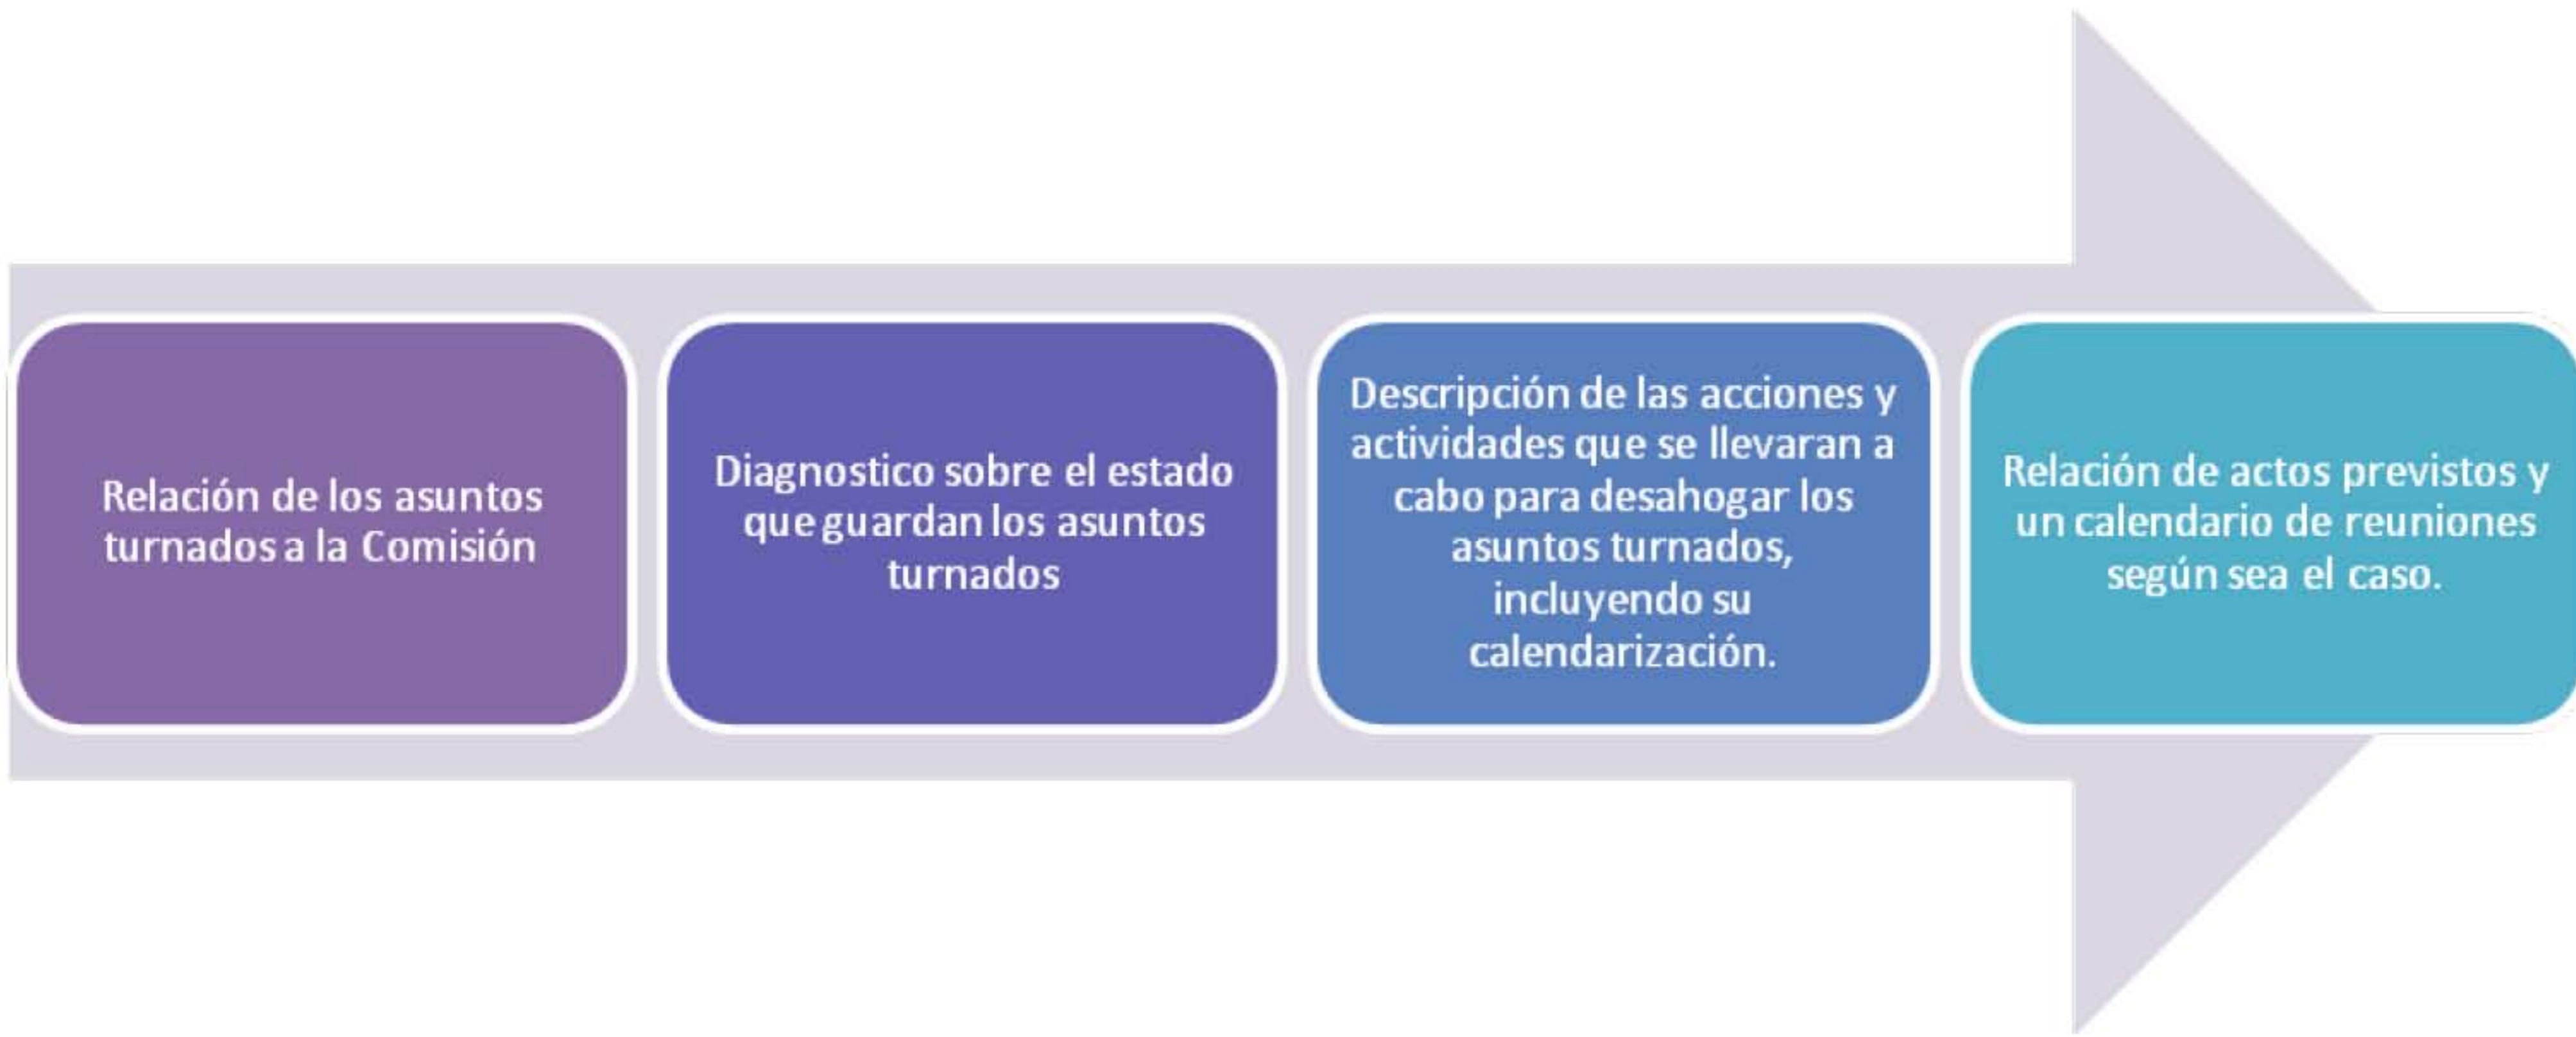 Relación de los asuntos
turnados a la Comisión
Diagnostico sobre el estado
que guardan los asuntos
turnados
Descripción de las acciones y
actividades que se llevaran a
cabo para desahogar los
asuntos turnados,
incluyendo su
calendarización.
Relación de actos previstos y
un calendario de reuniones
según sea el caso.